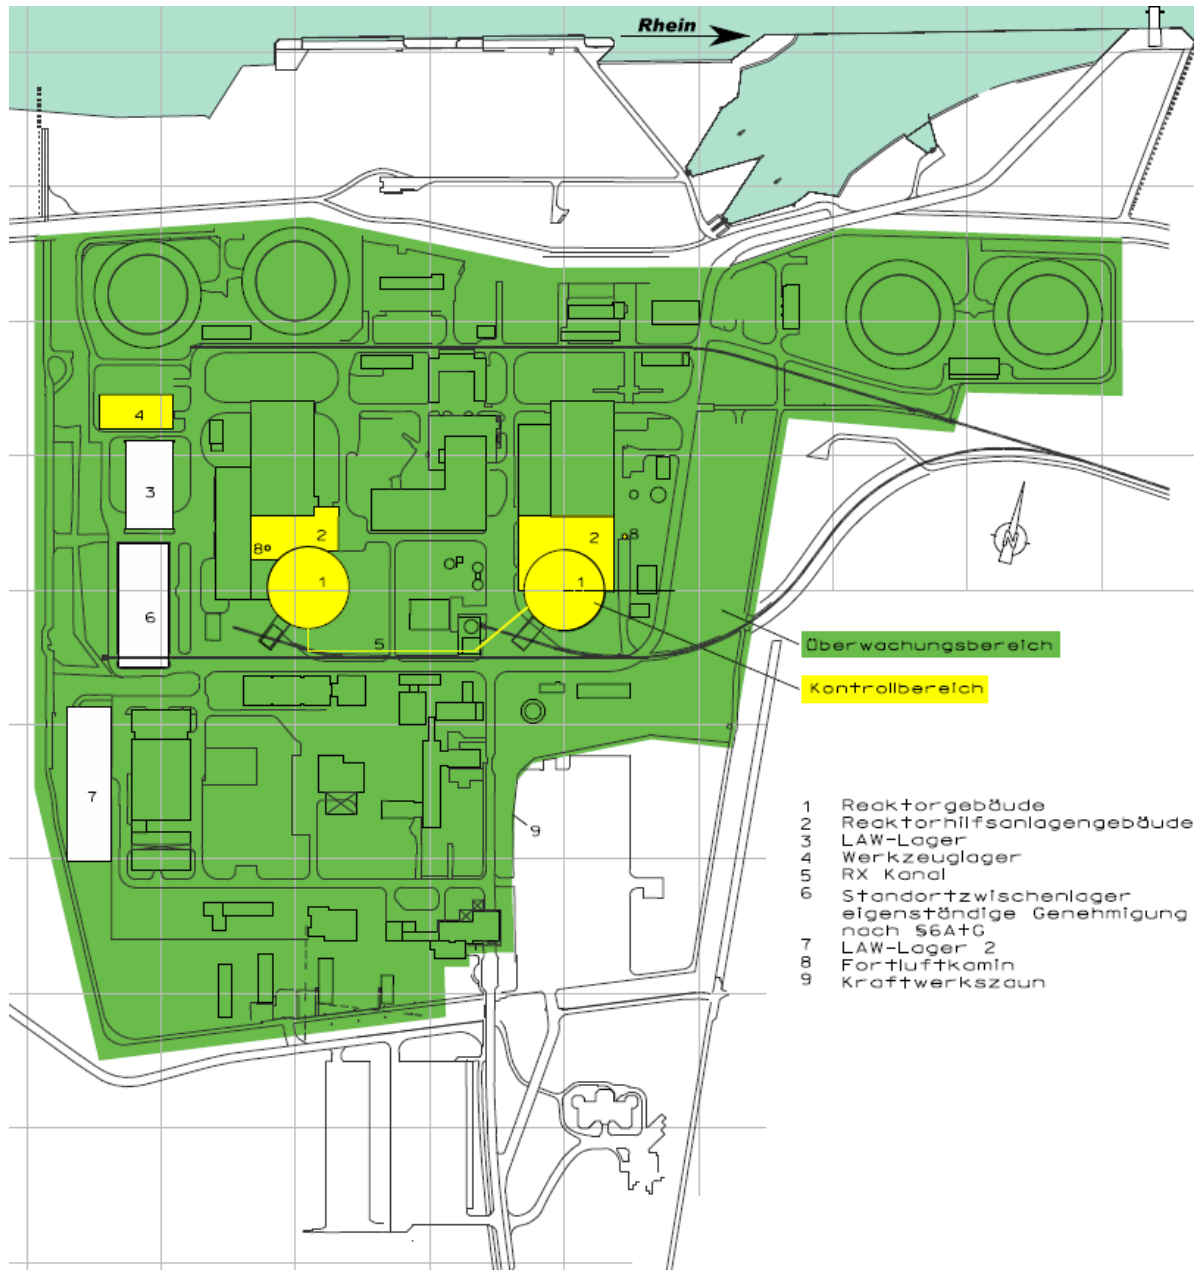 Rhein
4
3
2
8
1
2
8
1
P
N
6
5
Überwachungsbereich
Kontrollbereich
7
9
1 Reaktorgebäude
2 Reaktorhilfsanlagengebäude
3 LAW-Lager
4 Werkzeuglager
5 RX Kanal
6 Standortzwischenlager
eigenständige Genehmigung
nach §6AtG
7 LAW-Lager 2
8 Fortluftkamin
9 Kraftwerkszaun